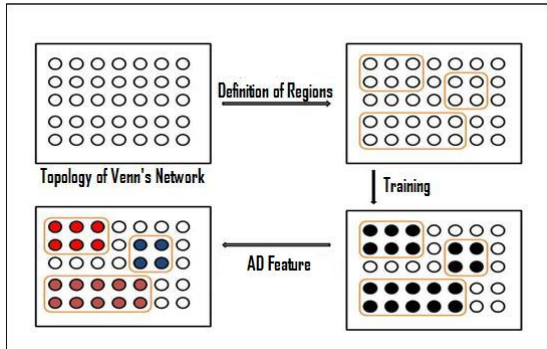 Definition of Regions
Topology of Venn's Network
Training
AD Feature